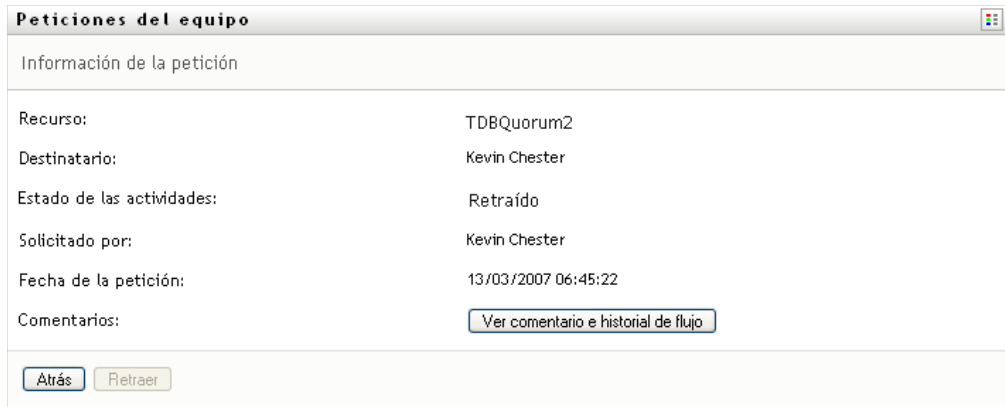 Peticiones del equipo
Información de la petición
Recurso: TDBQuorum2
Destinatario: Kevin Chester
Estado de las actividades: Retraído
Solicitado por: Kevin Chester
Fecha de la petición: 13/03/2007 06:45:22
Comentarios: Ver comentario e historial de flujo
Atrás Retraer